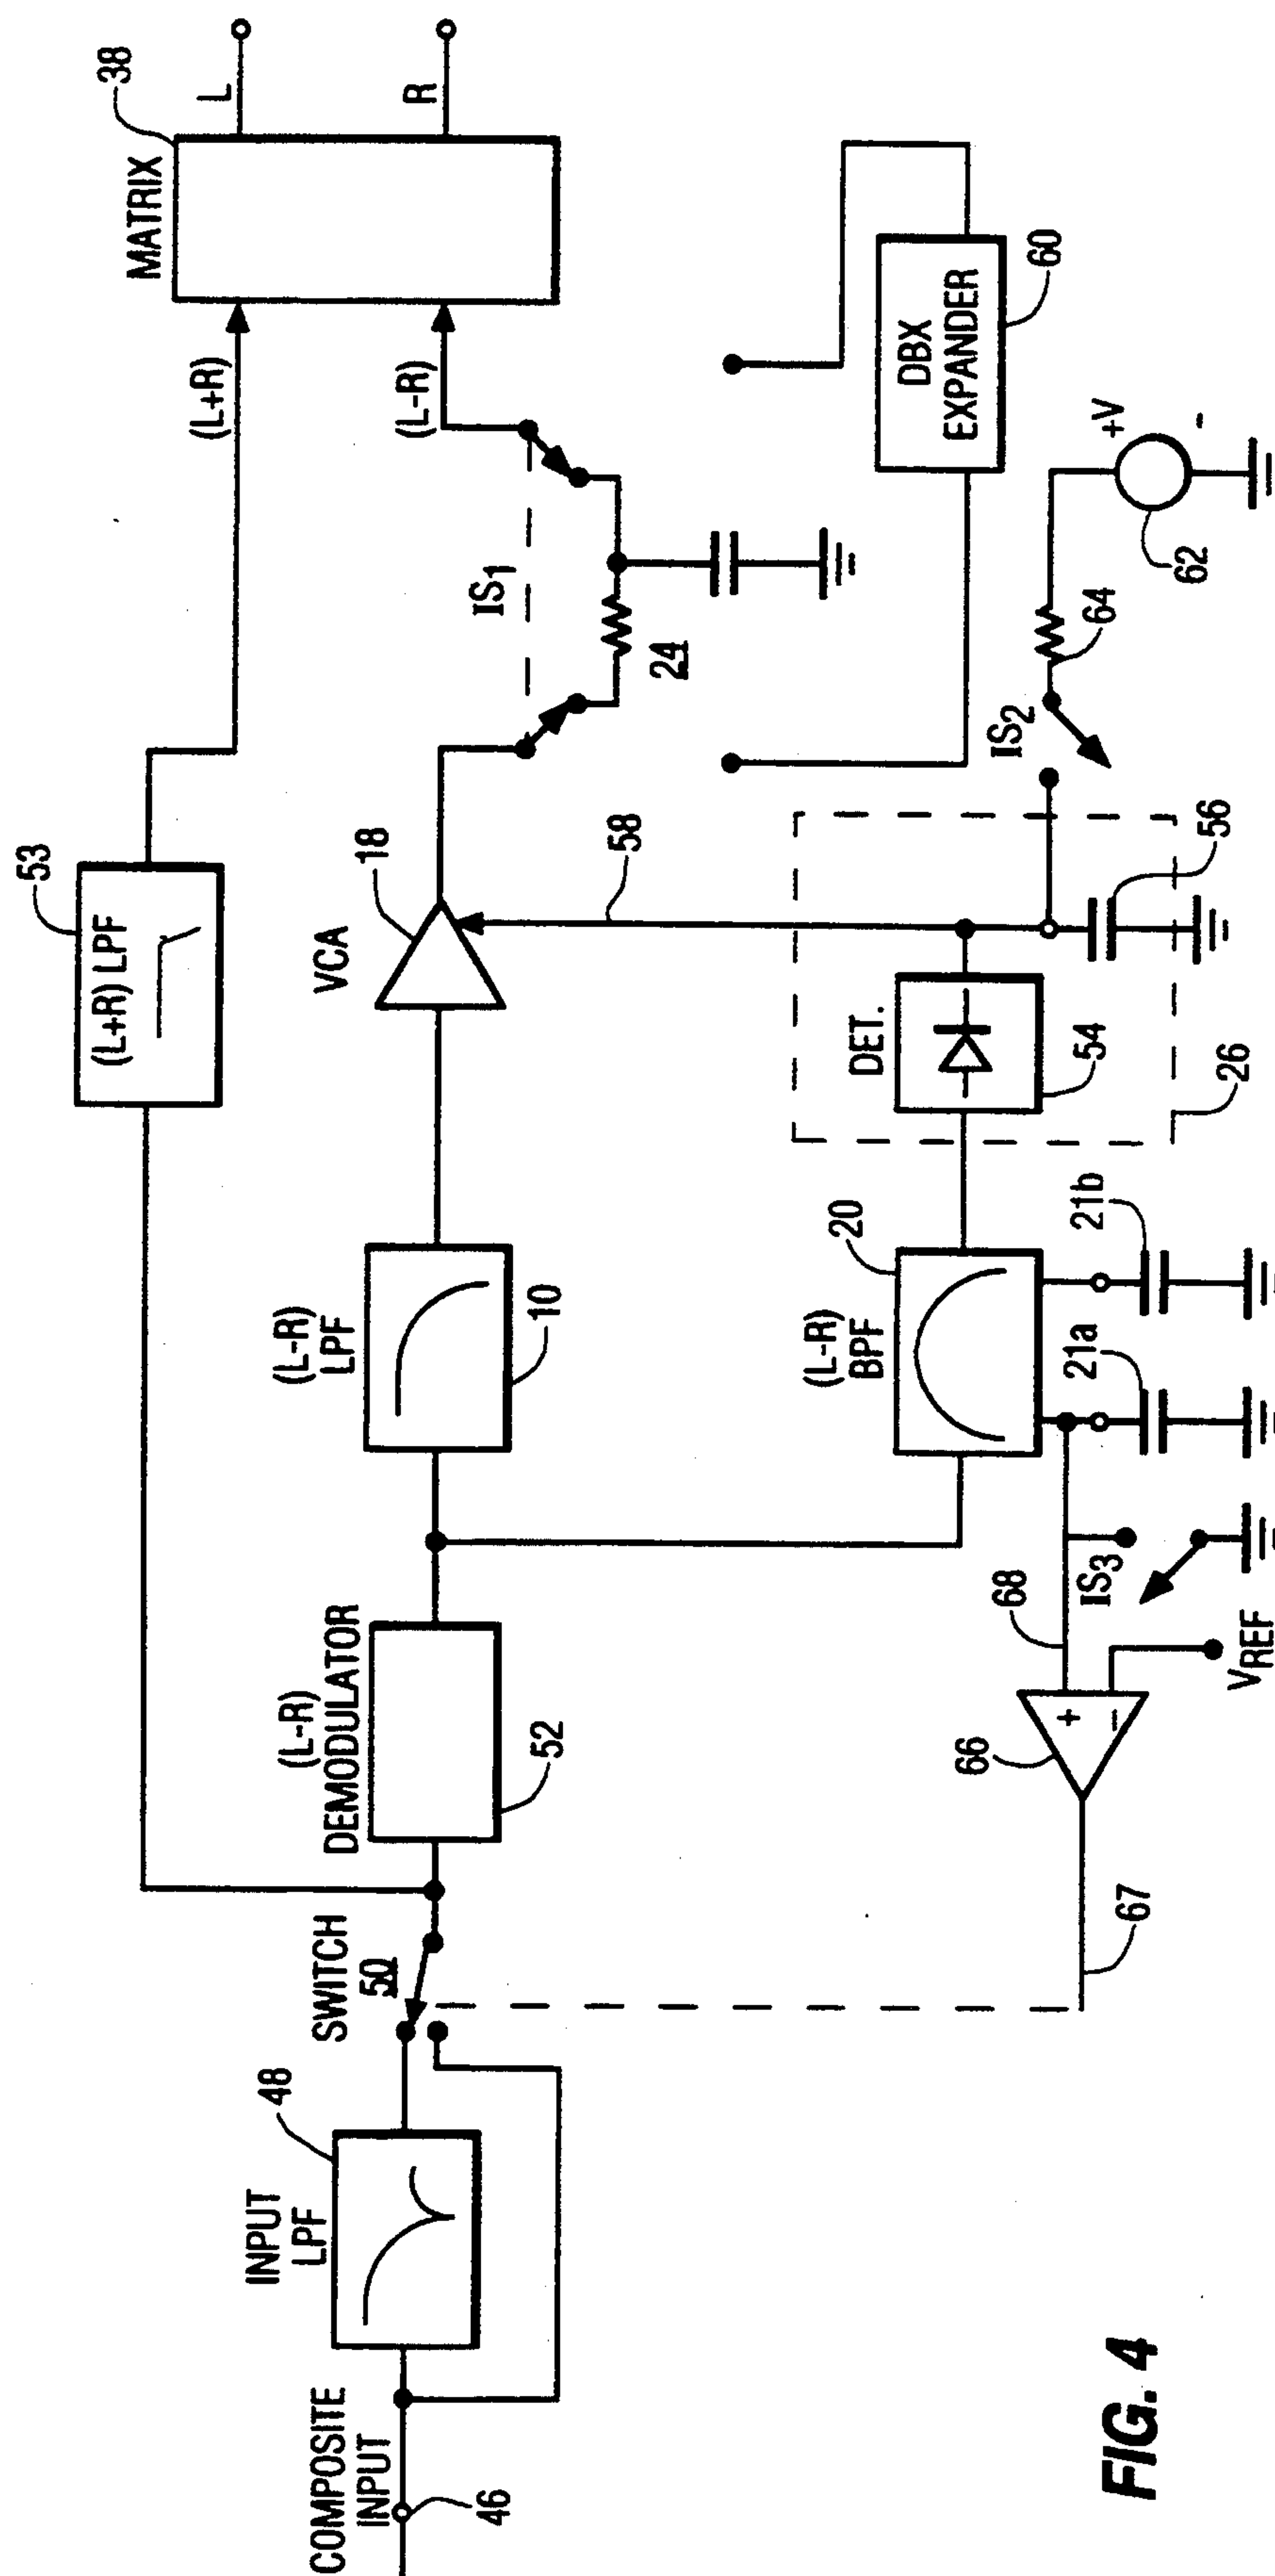 COMPOSITE
INPUT
46
INPUT
LPF
48
SWITCH
50
(L-R)
DEMODULATOR
52
(L-R)
LPF
10
(L+R) LPF
53
VCA
18
58
IS1
24
(L+R)
(L-R)
MATRIX
38
L
R
67
66
+
−
VREF
68
IS3
(L-R)
BPF
20
21a
21b
DET.
54
26
56
IS2
64
62
+V
-
DBX
EXPANDER
60
FIG. 4